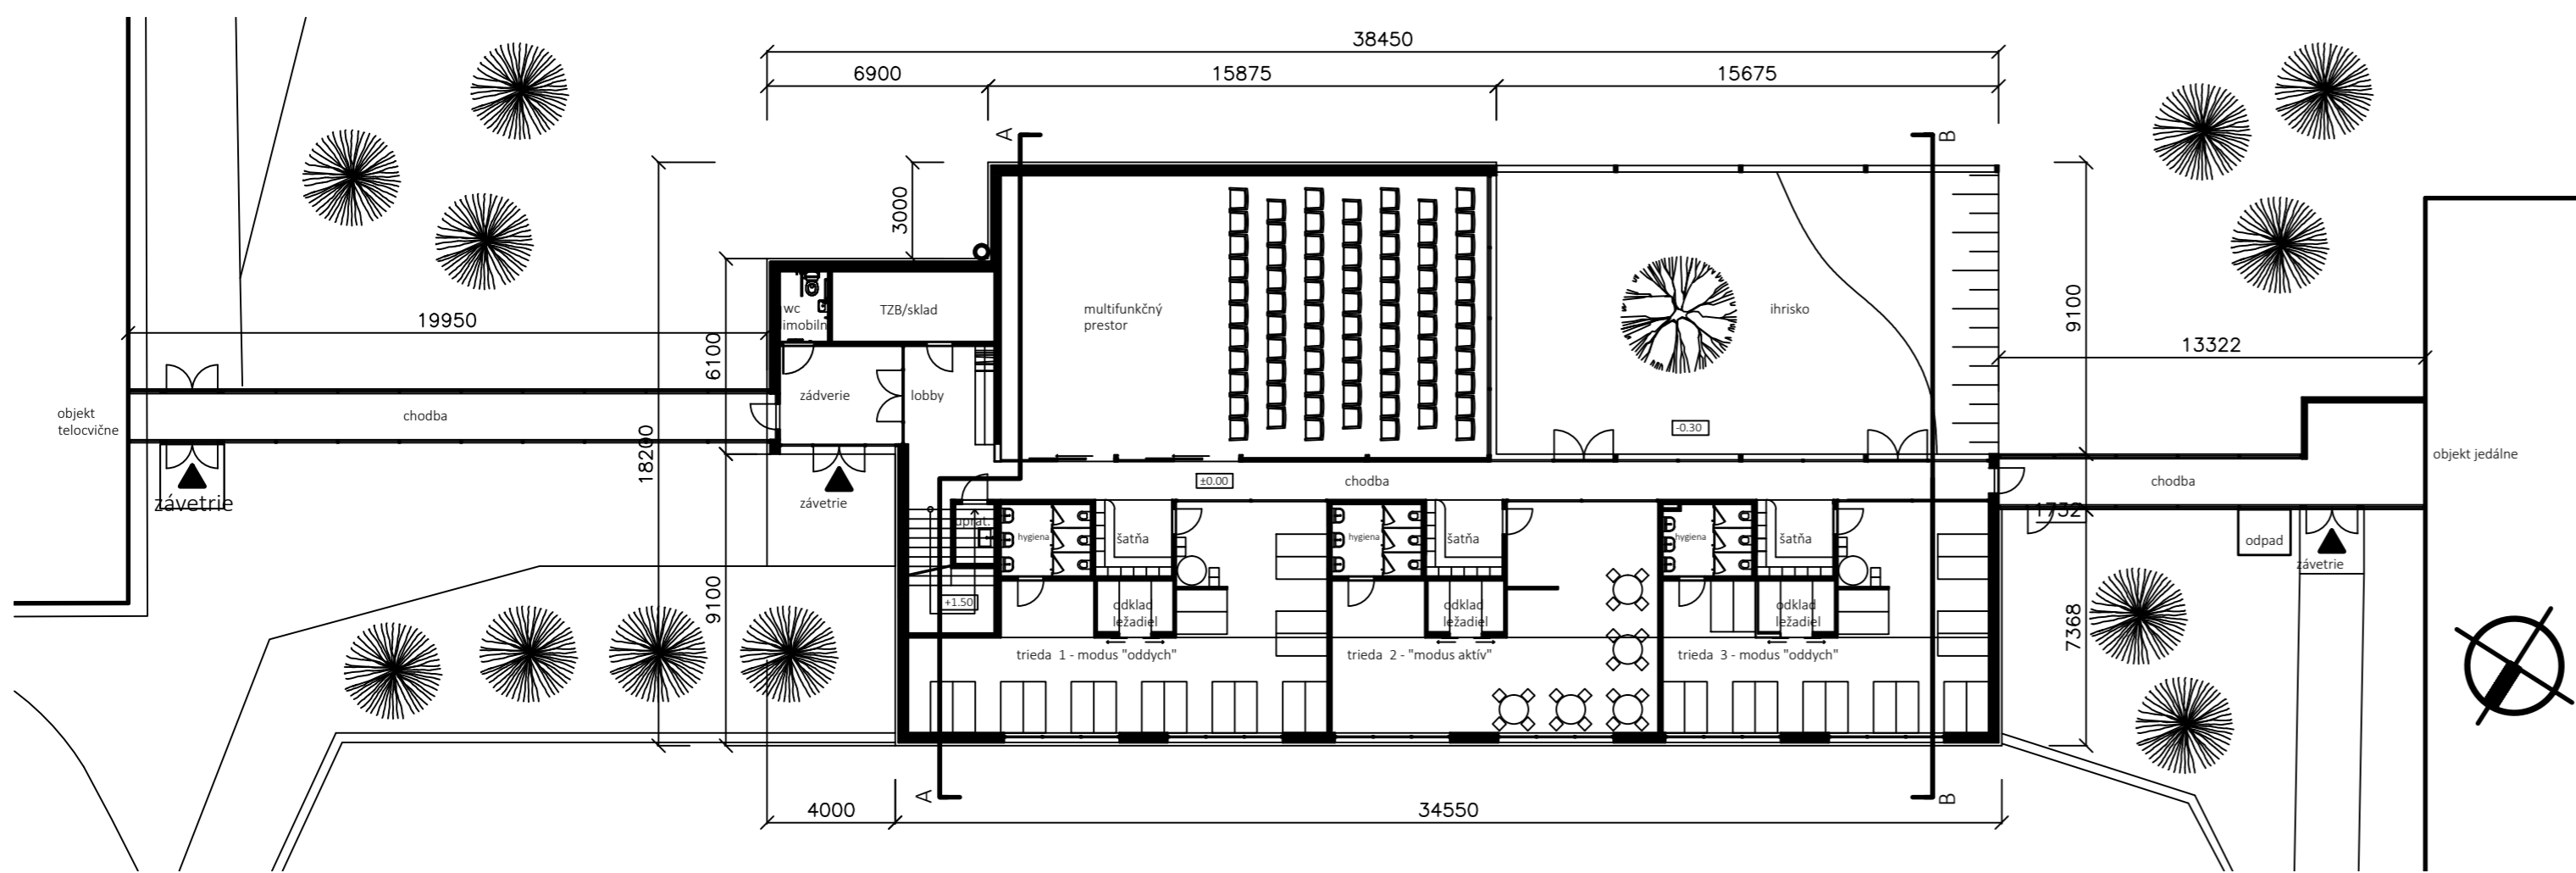 38450
6900
15875
15675
A
B
3000
wc
imobiln
TZB/sklad
multifunkčný
prestor
ihrisko
9100
19950
6100
13322
zádverie
lobby
objekt
telocvične
chodba
-0.30
18200
objekt jedálne
±0.00
chodba
chodba
závetrie
závetrie
uprat.
1732
hygiena
šatňa
hygiena
šatňa
hygiena
šatňa
odpad
závetrie
+1.50
odklad
ležadiel
odklad
ležadiel
odklad
ležadiel
9100
7368
trieda 1 - modus "oddych"
trieda 2 - "modus aktív"
trieda 3 - modus "oddych"
A
B
4000
34550